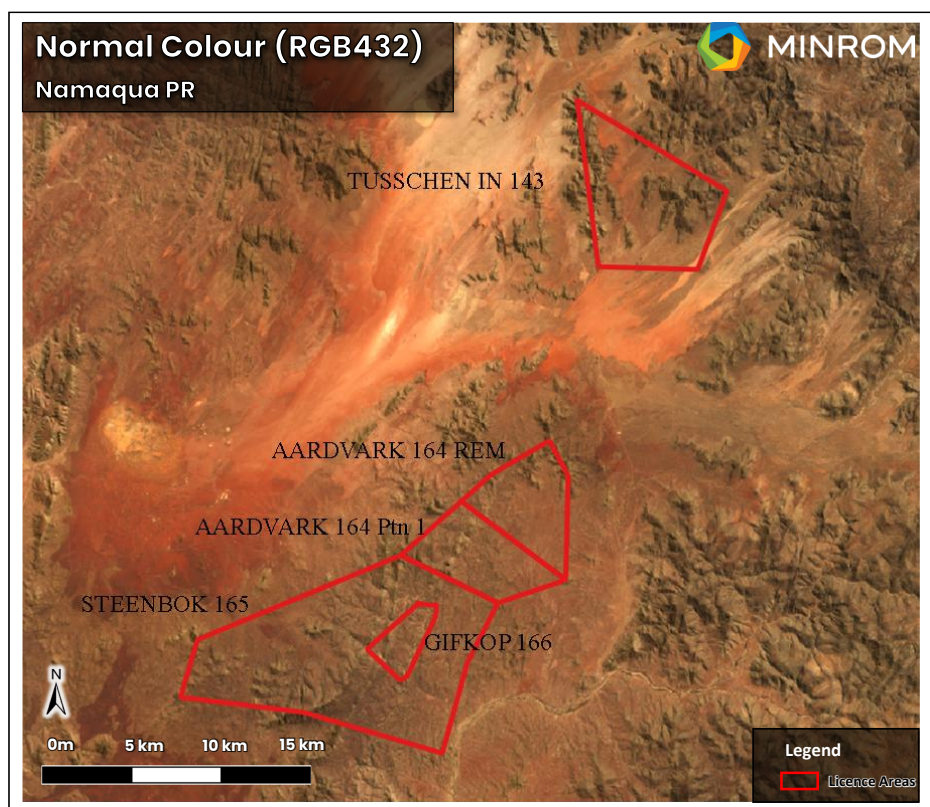 Normal Colour (RGB432)
Namaqua PR
MINROM
TUSSCHEN IN 143
AARDVARK 164 REM
AARDVARK 164 Ptn 1
STEENBOK 165
GIFKOP 166
N
0m 5 km 10 km 15 km
Legend
Licence Areas